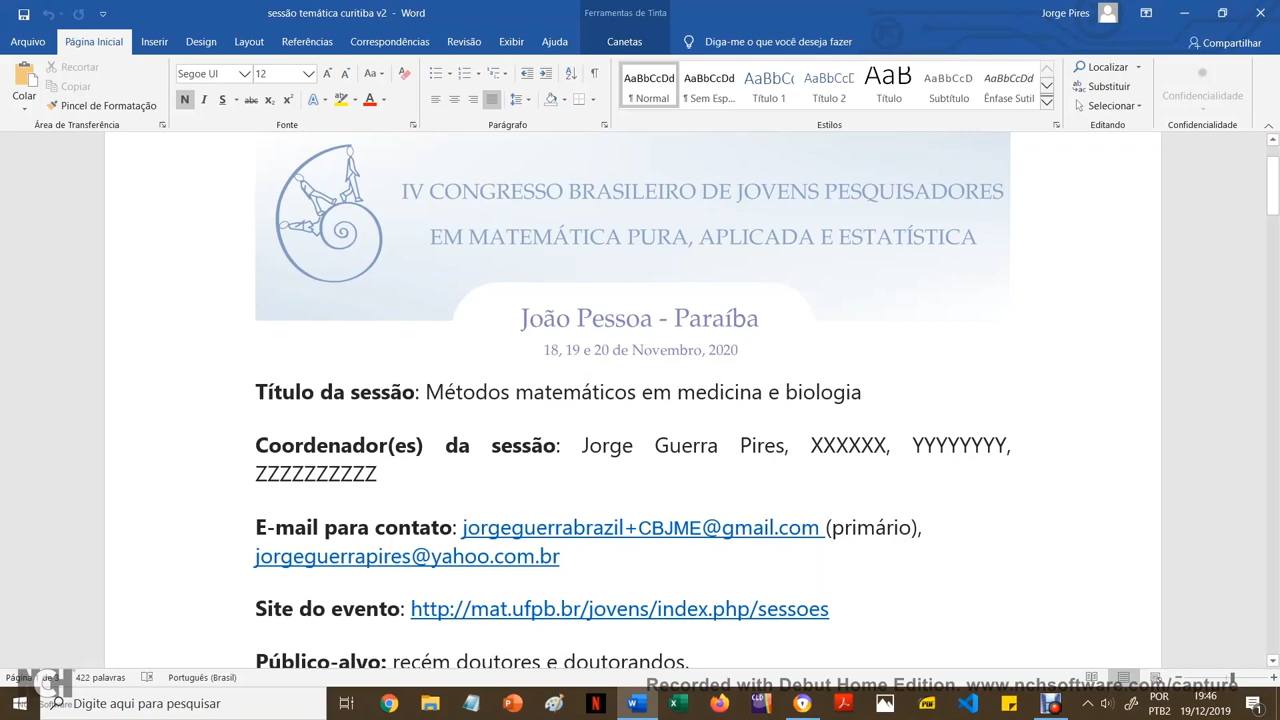 sessão temática curitiba v2 - Word
Ferramentas de Tinta
Jorge Pires
Arquivo Página Inicial Inserir Design Layout Referências Correspondências Revisão Exibir Ajuda Canetas Diga-me o que você deseja fazer Compartilhar
Colar
Recortar
Copiar
Pincel de Formatação
Segoe UI 12
AaBbCcDd AaBbCcDd AaBbCc AaBbCcD AaB AaBbCcD AaBbCcDd
¶ Normal ¶ Sem Esp... Título 1 Título 2 Título Subtítulo Ênfase Sutil
Localizar
Substituir
Selecionar
Confidencialidade
Área de Transferência Fonte Parágrafo Estilos Editando Confidencialidade
IV CONGRESSO BRASILEIRO DE JOVENS PESQUISADORES
EM MATEMÁTICA PURA, APLICADA E ESTATÍSTICA
João Pessoa - Paraíba
18, 19 e 20 de Novembro, 2020
Título da sessão: Métodos matemáticos em medicina e biologia
Coordenador(es) da sessão: Jorge Guerra Pires, XXXXXX, YYYYYYYY,
ZZZZZZZZZZ
E-mail para contato: jorgeguerrabrazil+CBJME@gmail.com (primário),
jorgeguerrapires@yahoo.com.br
Site do evento: http://mat.ufpb.br/jovens/index.php/sessoes
Público-alvo: recém doutores e doutorandos.
Página 1 de 422 palavras Português (Brasil)
NCH Software
Recorded with Debut Home Edition. www.nchsoftware.com/capture
Digite aqui para pesquisar
POR
PTB2
19:46
19/12/2019